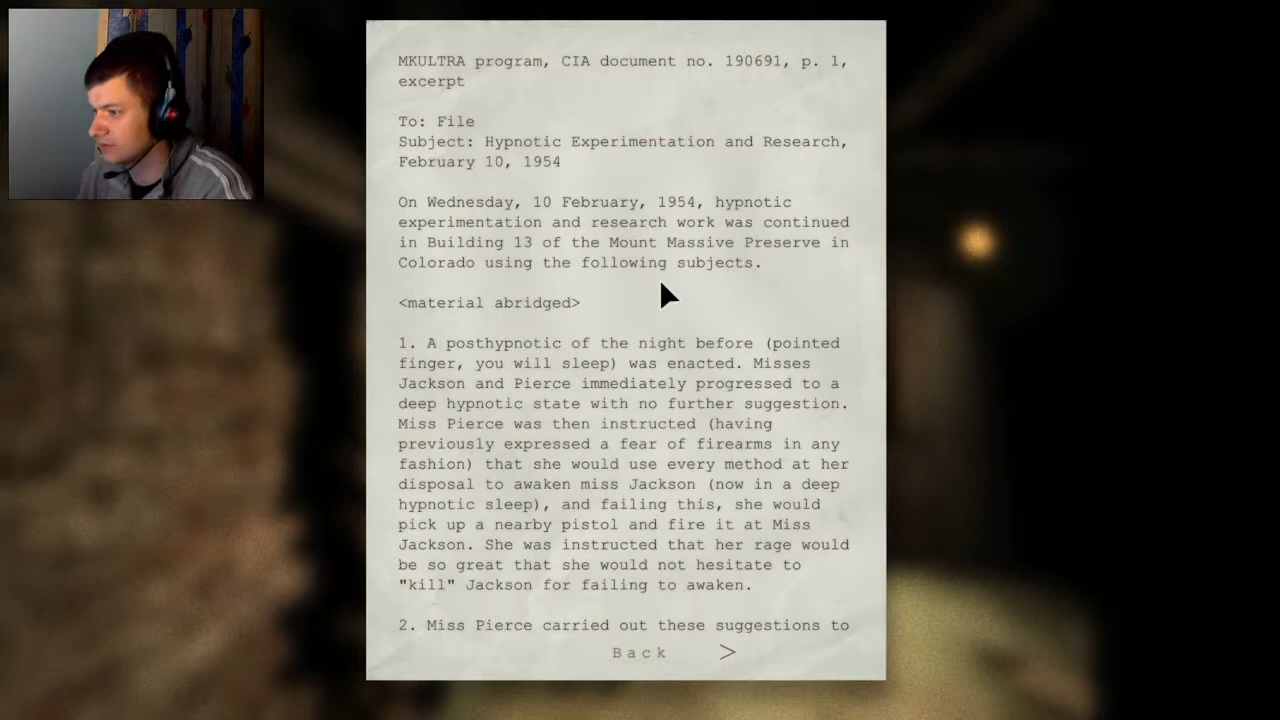 MKULTRA program, CIA document no. 190691, p. 1,
excerpt
To: File
Subject: Hypnotic Experimentation and Research,
February 10, 1954
On Wednesday, 10 February, 1954, hypnotic
experimentation and research work was continued
in Building 13 of the Mount Massive Preserve in
Colorado using the following subjects.
<material abridged>
1. A posthypnotic of the night before (pointed
finger, you will sleep) was enacted. Misses
Jackson and Pierce immediately progressed to a
deep hypnotic state with no further suggestion.
Miss Pierce was then instructed (having
previously expressed a fear of firearms in any
fashion) that she would use every method at her
disposal to awaken miss Jackson (now in a deep
hypnotic sleep), and failing this, she would
pick up a nearby pistol and fire it at Miss
Jackson. She was instructed that her rage would
be so great that she would not hesitate to
"kill" Jackson for failing to awaken.
2. Miss Pierce carried out these suggestions to
Back >